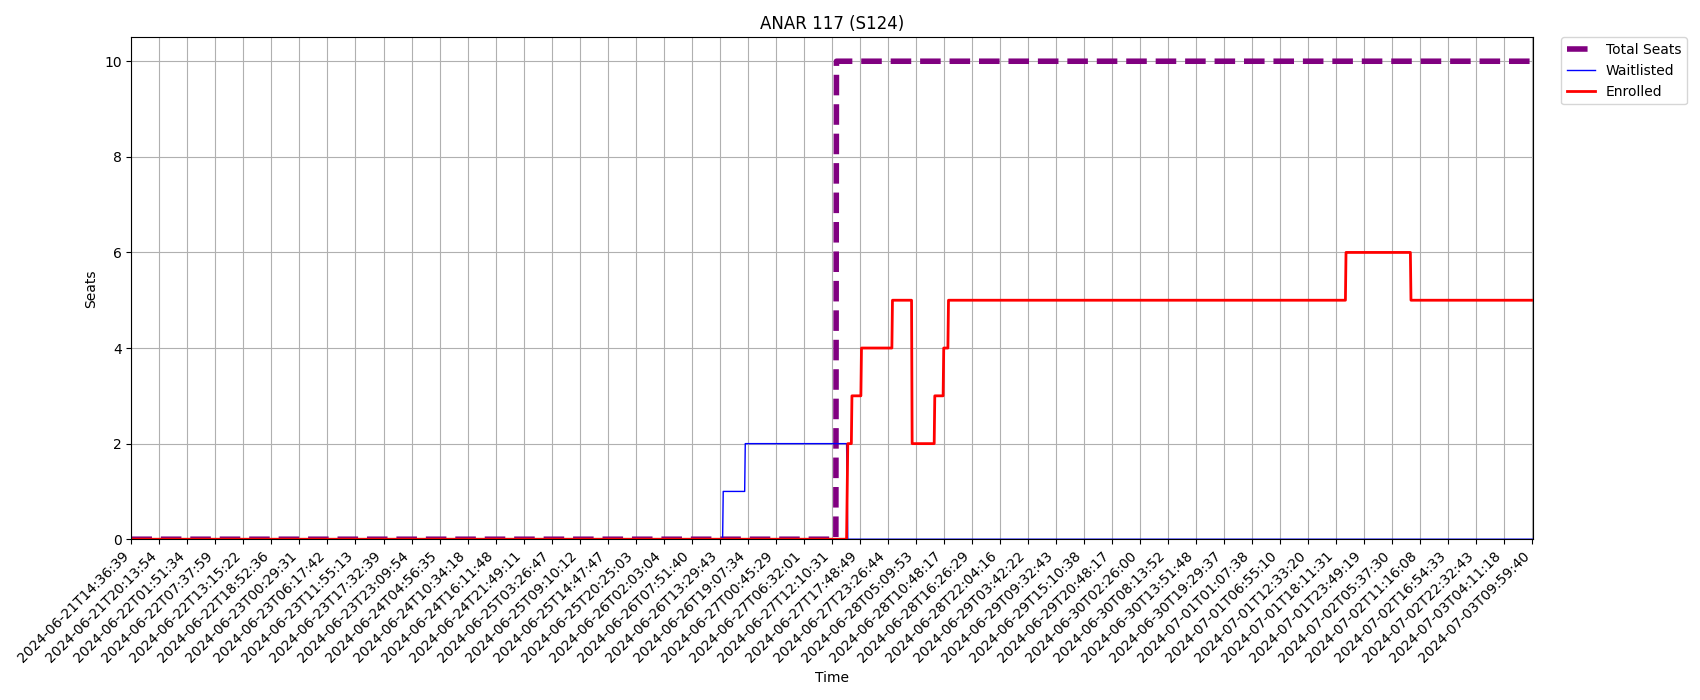 ANAR 117 (S124)
Total Seats
Waitlisted
Enrolled
10
8
6
4
2
0
Seats
2024-06-21T14:36:39
2024-06-21T20:13:54
2024-06-22T01:51:34
2024-06-22T07:37:59
2024-06-22T13:15:22
2024-06-22T18:52:36
2024-06-23T00:29:31
2024-06-23T06:17:42
2024-06-23T11:55:13
2024-06-23T17:32:39
2024-06-23T23:09:54
2024-06-24T04:56:35
2024-06-24T10:34:18
2024-06-24T16:11:48
2024-06-24T21:49:11
2024-06-25T03:26:47
2024-06-25T09:10:12
2024-06-25T14:47:47
2024-06-25T20:25:03
2024-06-26T02:03:04
2024-06-26T07:51:40
2024-06-26T13:29:43
2024-06-26T19:07:34
2024-06-27T00:45:29
2024-06-27T06:32:01
2024-06-27T12:10:31
2024-06-27T17:48:49
2024-06-27T23:26:44
2024-06-28T05:09:53
2024-06-28T10:48:17
2024-06-28T16:26:29
2024-06-28T22:04:16
2024-06-29T03:42:22
2024-06-29T09:32:43
2024-06-29T15:10:38
2024-06-29T20:48:17
2024-06-30T02:26:00
2024-06-30T08:13:52
2024-06-30T13:51:48
2024-06-30T19:29:37
2024-07-01T01:07:38
2024-07-01T06:55:10
2024-07-01T12:33:20
2024-07-01T18:11:31
2024-07-01T23:49:19
2024-07-02T05:37:30
2024-07-02T11:16:08
2024-07-02T16:54:33
2024-07-02T22:32:43
2024-07-03T04:11:18
2024-07-03T09:59:40
Time